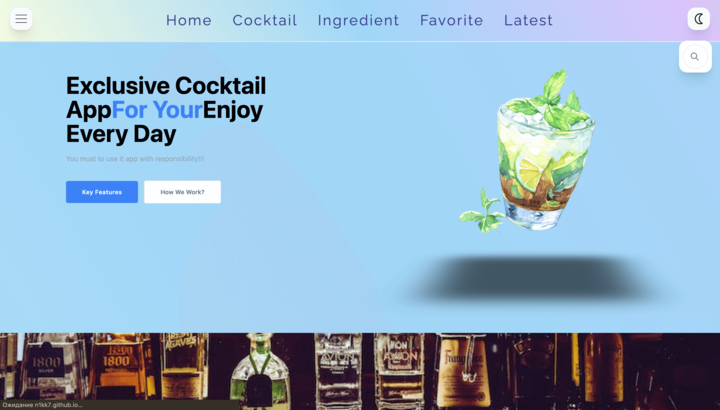 Home Cocktail Ingredient Favorite Latest
Exclusive Cocktail
AppFor YourEnjoy
Every Day
You must to use it app with responsibility!!!
Key Features
How We Work?
1800
SILVER
1800
AGAVES
AVION
AVION
Ожидание n1kk7.github.io...